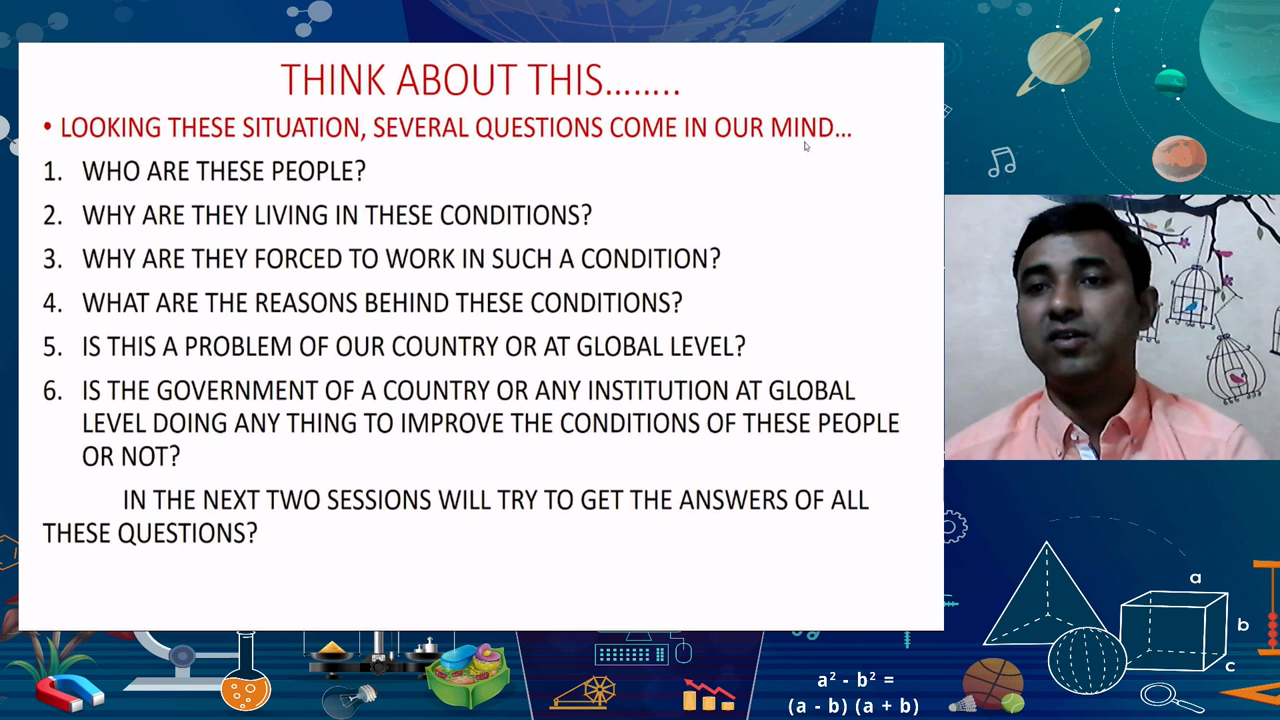 THINK ABOUT THIS........
• LOOKING THESE SITUATION, SEVERAL QUESTIONS COME IN OUR MIND...
1. WHO ARE THESE PEOPLE?
2. WHY ARE THEY LIVING IN THESE CONDITIONS?
3. WHY ARE THEY FORCED TO WORK IN SUCH A CONDITION?
4. WHAT ARE THE REASONS BEHIND THESE CONDITIONS?
5. IS THIS A PROBLEM OF OUR COUNTRY OR AT GLOBAL LEVEL?
6. IS THE GOVERNMENT OF A COUNTRY OR ANY INSTITUTION AT GLOBAL
LEVEL DOING ANY THING TO IMPROVE THE CONDITIONS OF THESE PEOPLE
OR NOT?
IN THE NEXT TWO SESSIONS WILL TRY TO GET THE ANSWERS OF ALL
THESE QUESTIONS?
a
b
c
a² - b² =
(a - b) (a + b)